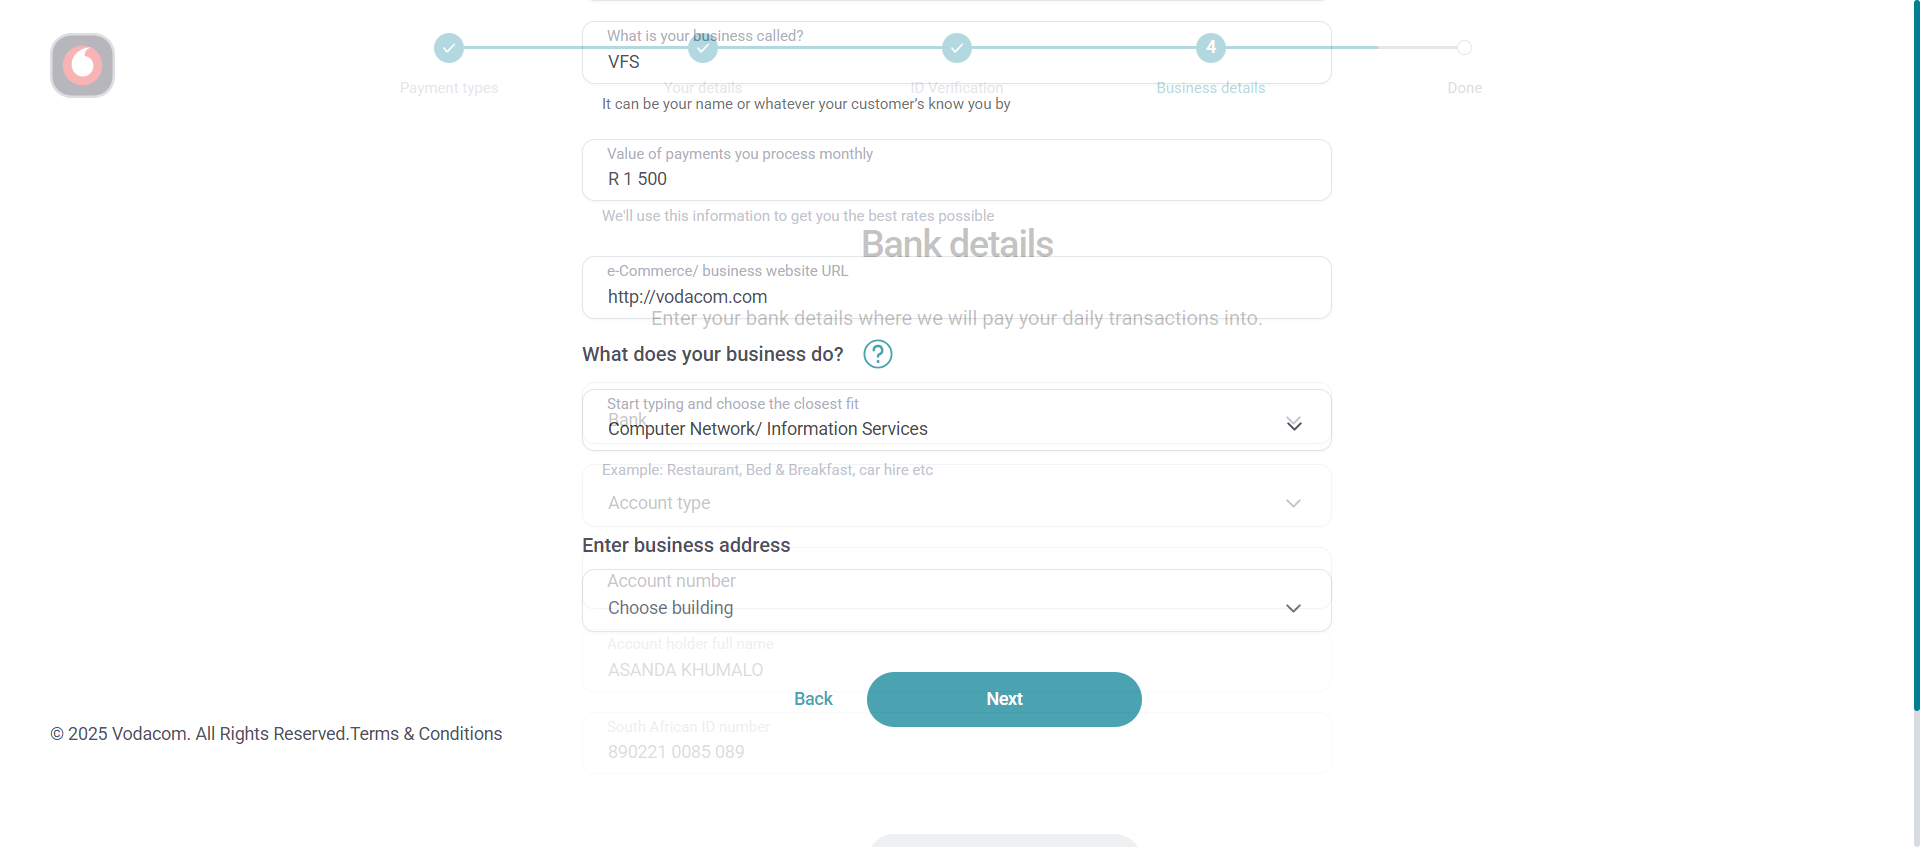 What is your business called?
VFS
4
Payment types
Your details
ID Verification
Business details
Done
It can be your name or whatever your customer's know you by
Value of payments you process monthly
R 1 500
We'll use this information to get you the best rates possible
Bank details
e-Commerce/ business website URL
http://vodacom.com
Enter your bank details where we will pay your daily transactions into.
What does your business do? ?
Start typing and choose the closest fit
Bank
Computer Network/ Information Services
Example: Restaurant, Bed & Breakfast, car hire etc
Account type
Enter business address
Account number
Choose building
Account holder full name
ASANDA KHUMALO
Back
Next
South African ID number
© 2025 Vodacom. All Rights Reserved.Terms & Conditions
890221 0085 089